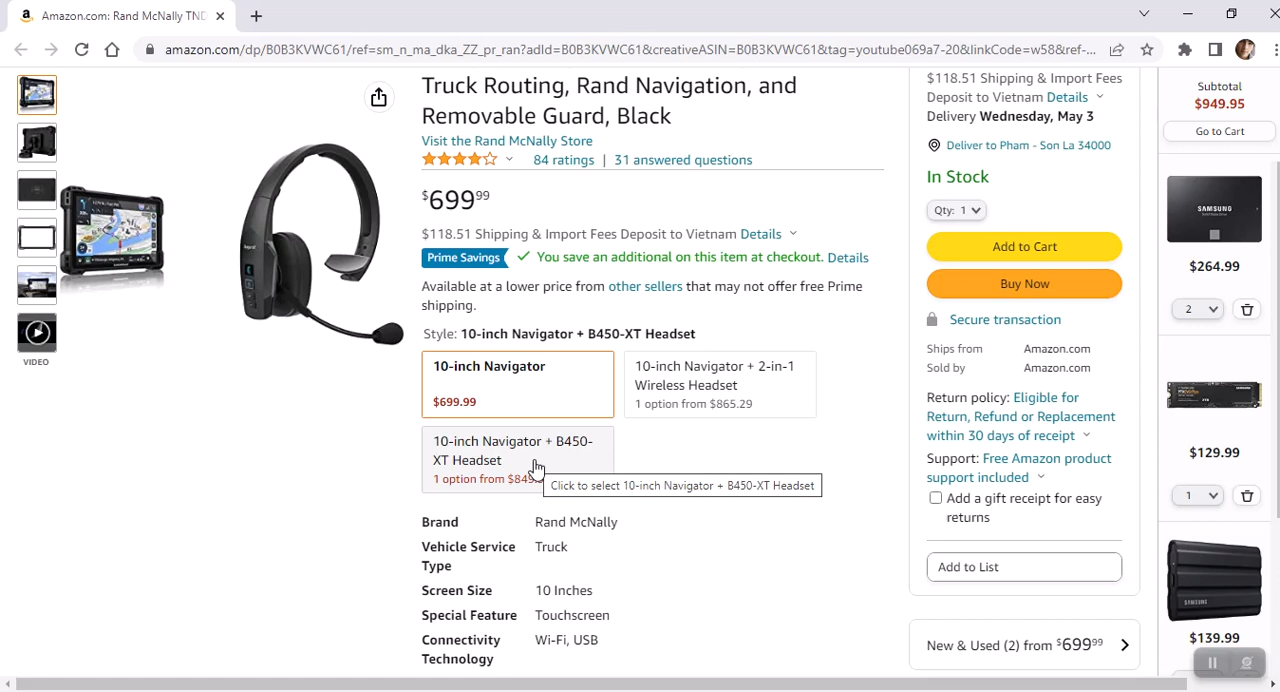 Amazon.com: Rand McNally TND
amazon.com/dp/B0B3KVWC61/ref=sm_n_ma_dka_ZZ_pr_ran?adId=B0B3KVWC61&creativeASIN=B0B3KVWC61&tag=youtube069a7-20&linkCode=w58&ref-...
VIDEO
Truck Routing, Rand Navigation, and
Removable Guard, Black
Visit the Rand McNally Store
84 ratings | 31 answered questions
$699.99
$118.51 Shipping & Import Fees Deposit to Vietnam Details
Prime Savings You save an additional on this item at checkout. Details
Available at a lower price from other sellers that may not offer free Prime
shipping.
Style: 10-inch Navigator + B450-XT Headset
10-inch Navigator
$699.99
10-inch Navigator + 2-in-1
Wireless Headset
1 option from $865.29
10-inch Navigator + B450-
XT Headset
1 option from
Click to select 10-inch Navigator + B450-XT Headset
Brand Rand McNally
Vehicle Service Truck
Type
Screen Size 10 Inches
Special Feature Touchscreen
Connectivity Wi-Fi, USB
Technology
$118.51 Shipping & Import Fees
Deposit to Vietnam Details
Delivery Wednesday, May 3
Deliver to Pham - Son La 34000
In Stock
Qty: 1
Add to Cart
Buy Now
Secure transaction
Ships from Amazon.com
Sold by Amazon.com
Return policy: Eligible for
Return, Refund or Replacement
within 30 days of receipt
Support: Free Amazon product
support included
Add a gift receipt for easy
returns
Add to List
New & Used (2) from $699.99
Subtotal
$949.95
Go to Cart
SAMSUNG
$264.99
2
$129.99
1
SAMSUNG
$139.99